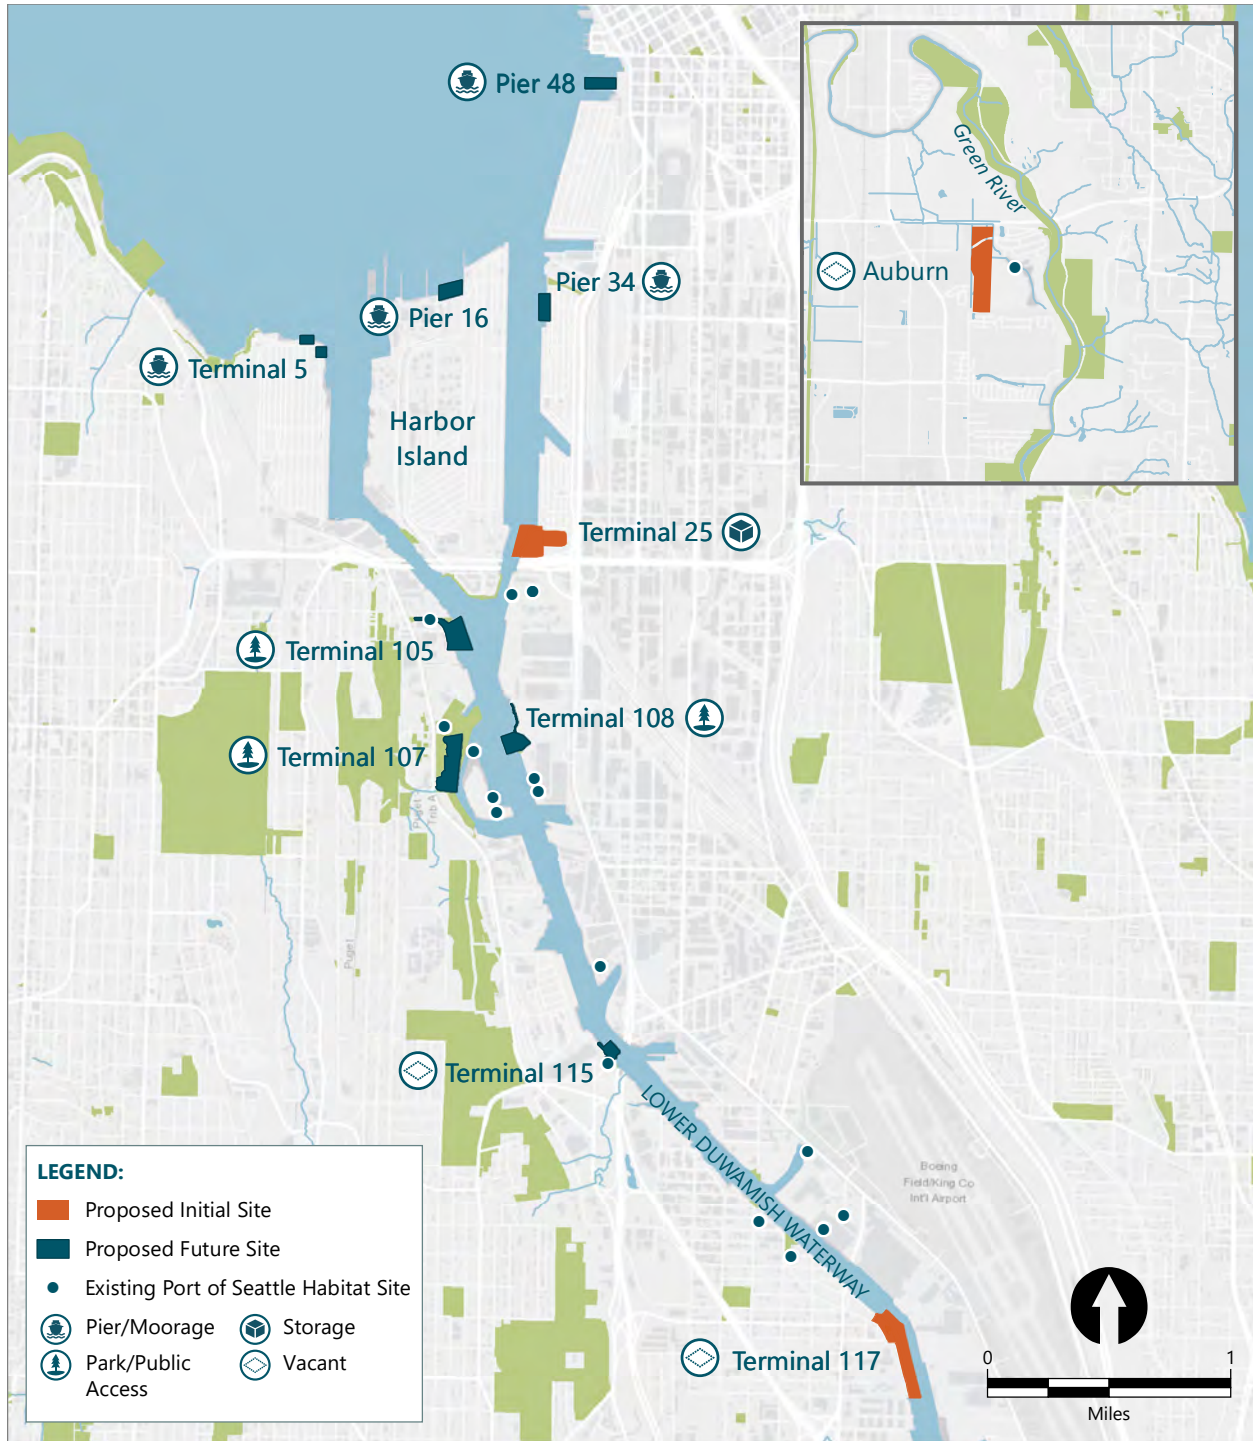 Pier 48
Green River
Auburn
Pier 34
Pier 16
Terminal 5
Harbor
Island
Terminal 25
Terminal 105
Terminal 108
Terminal 107
Puget
Trib A
Puget
Terminal 115
LOWER DUWAMISH WATERWAY
Boeing
Field/King Co
Int'l Airport
Terminal 117
LEGEND:
Proposed Initial Site
Proposed Future Site
Existing Port of Seattle Habitat Site
Pier/Moorage
Storage
Park/Public
Access
Vacant
0
1
Miles